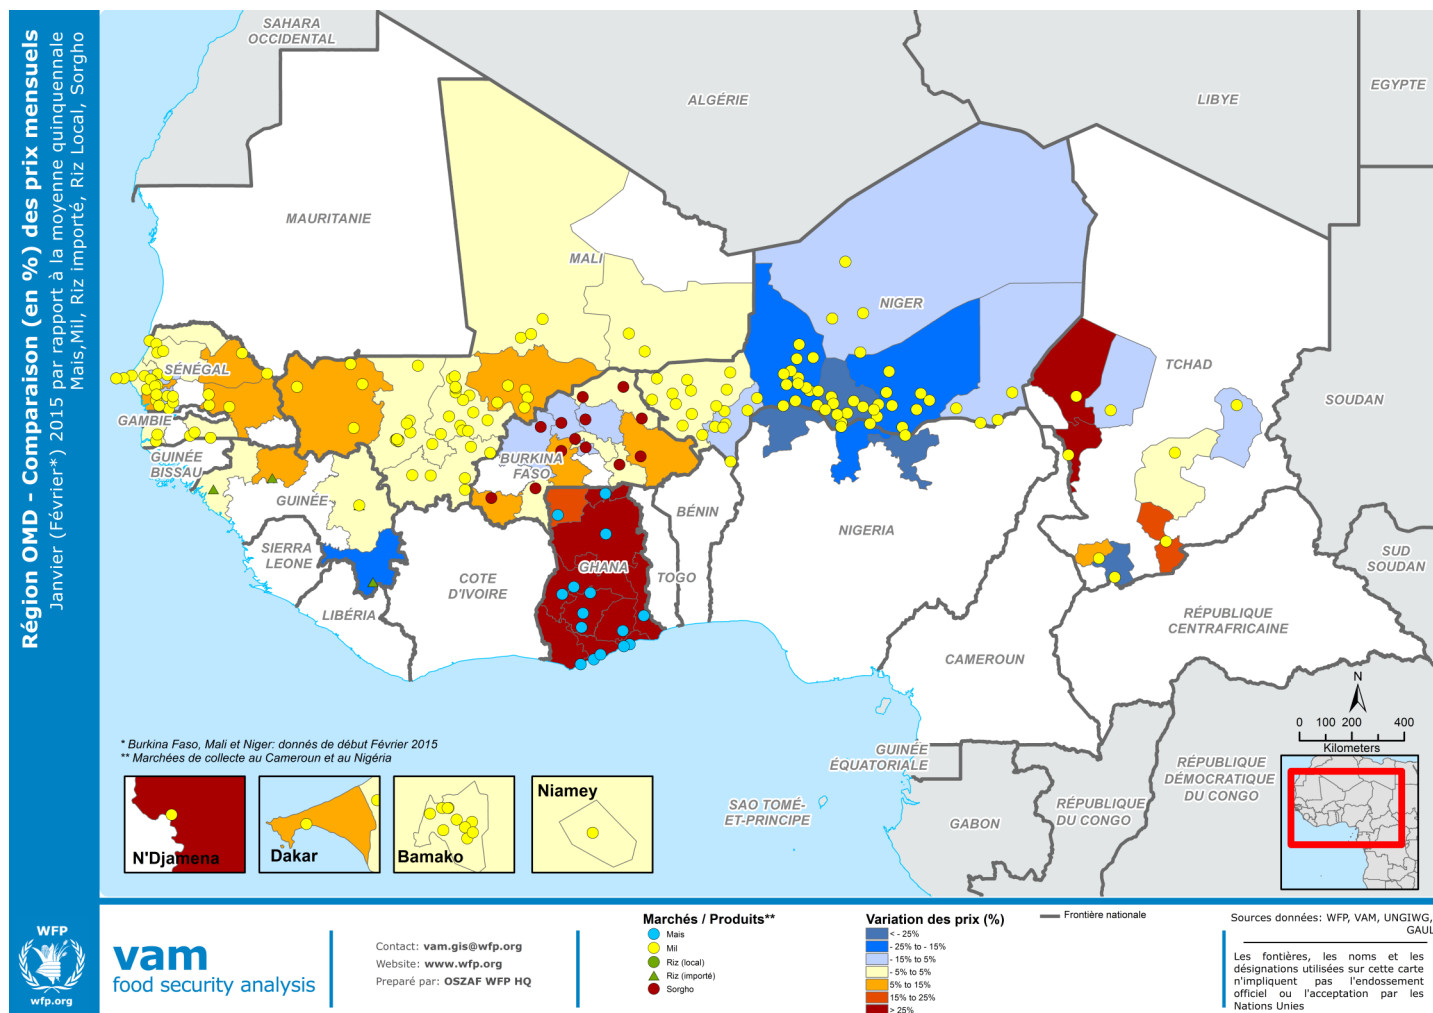 Région OMD - Comparaison (en %) des prix mensuels
Janvier (Février*) 2015 par rapport à la moyenne quinquennale
Mais,Mil, Riz importé, Riz Local, Sorgho
SAHARA
OCCIDENTAL
ALGÉRIE
LIBYE
EGYPTE
MAURITANIE
MALI
NIGER
TCHAD
SOUDAN
SÉNÉGAL
GAMBIE
GUINÉE
BISSAU
GUINÉE
BURKINA
FASO
SIERRA
LEONE
LIBÉRIA
COTE
D'IVOIRE
GHANA
TOGO
BÉNIN
NIGERIA
CAMEROUN
RÉPUBLIQUE
CENTRAFRICAINE
SUD
SOUDAN
GUINÉE
ÉQUATORIALE
SAO TOMÉ-
ET-PRINCIPE
GABON
RÉPUBLIQUE
DU CONGO
RÉPUBLIQUE
DÉMOCRATIQUE
DU CONGO
N
0 100 200 400
Kilometers
* Burkina Faso, Mali et Niger: donnés de début Février 2015
** Marchées de collecte au Cameroun et au Nigéria
N'Djamena
Dakar
Bamako
Niamey
WFP
wfp.org
vam
food security analysis
Contact: vam.gis@wfp.org
Website: www.wfp.org
Preparé par: OSZAF WFP HQ
Marchés / Produits**
Mais
Mil
Riz (local)
Riz (importé)
Sorgho
Variation des prix (%)
< - 25%
- 25% to - 15%
- 15% to 5%
- 5% to 5%
5% to 15%
15% to 25%
> 25%
Frontière nationale
Sources données: WFP, VAM, UNGIWG,
GAUL
Les fontières, les noms et les
désignations utilisées sur cette carte
n'impliquent pas l'endossement
officiel ou l'acceptation par les
Nations Unies